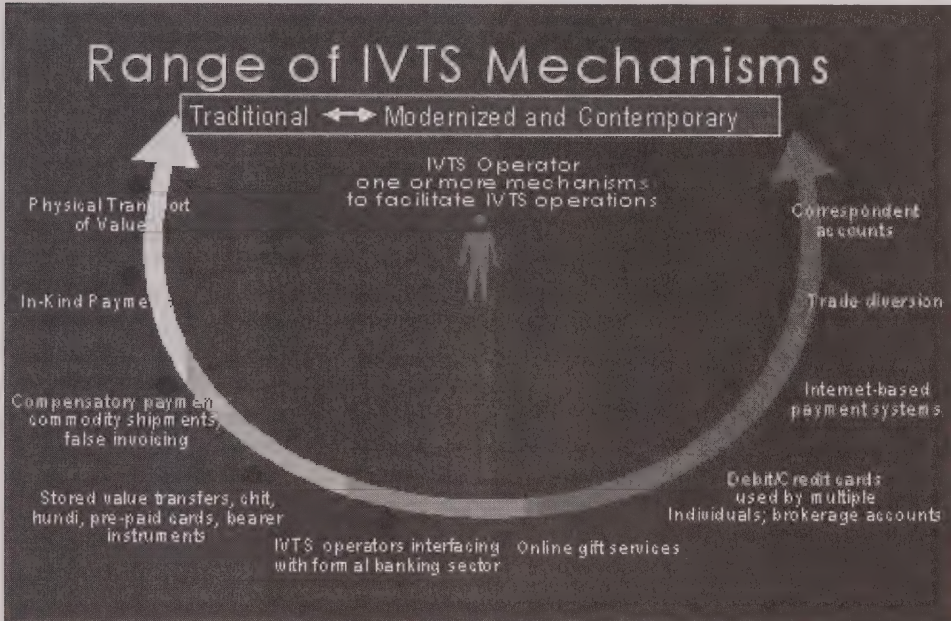 Range of IVTS Mechanisms
Traditional ↔ Modernized and Contemporary
IVTS Operator
one or more mechanisms
to facilitate IVTS operations
Physical Transport
of Value
In-Kind Payme
Compensatory paymen
commodity shipments,
false invoicing
Stored value transfers, chit,
hundi, pre-paid cards, bearer
instruments
IVTS operators interfacing
with formal banking sector
Online gift services
Debit/Credit cards
used by multiple
Individuals; brokerage accounts
Internet-based
payment systems
Trade diversion
Correspondent
accounts